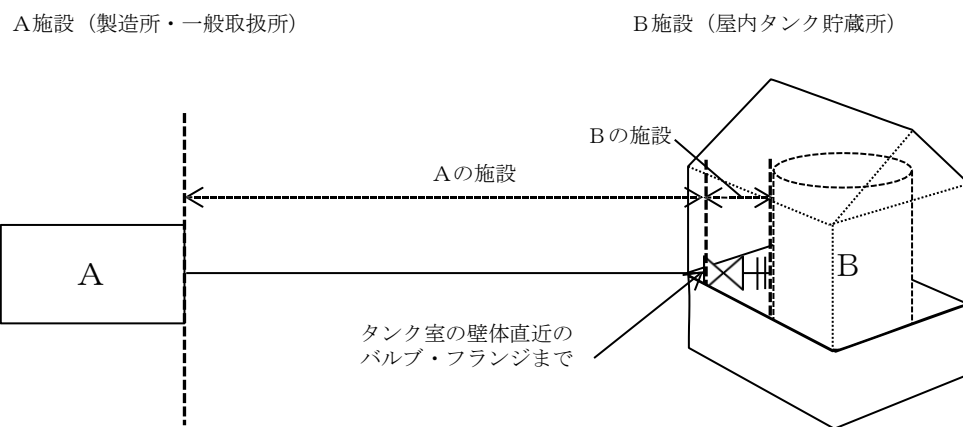 A施設（製造所・一般取扱所）
B施設（屋内タンク貯蔵所）
Bの施設
Aの施設
A
B
タンク室の壁体直近の
バルブ・フランジまで